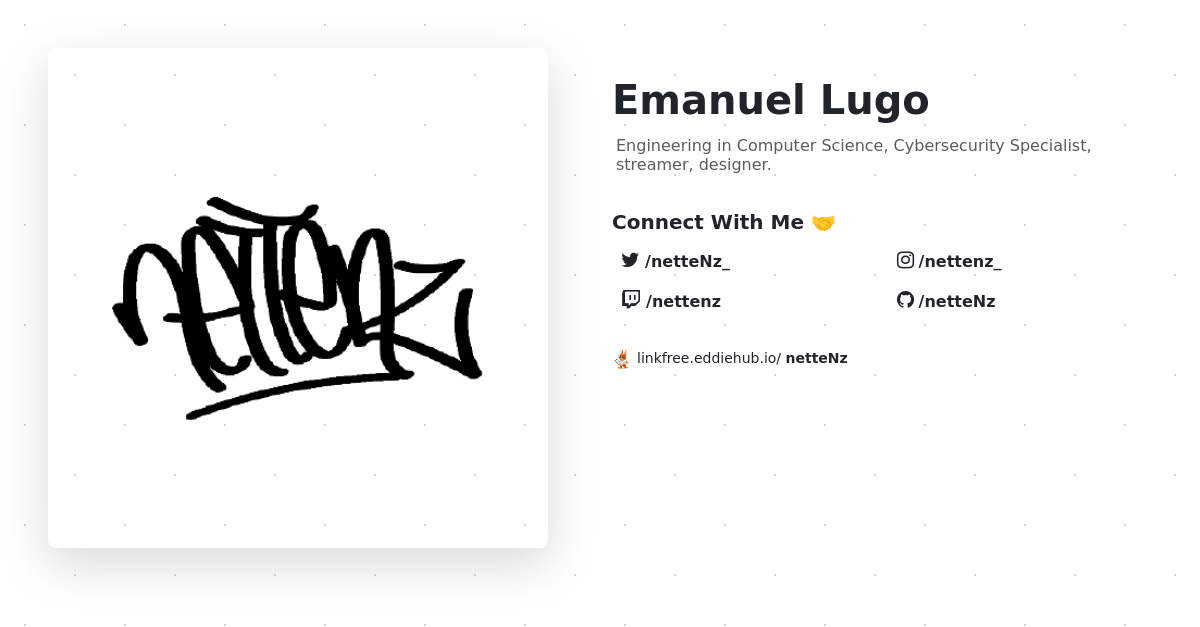 netteNz
Emanuel Lugo
Engineering in Computer Science, Cybersecurity Specialist,
streamer, designer.
Connect With Me 🤝
/netteNz_
/nettenz_
/nettenz
/netteNz
linkfree.eddiehub.io/ netteNz